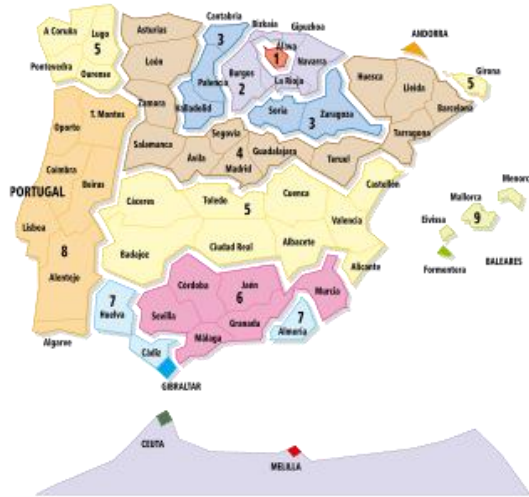 Cantabria
Asturias
Bizkaia
Gipuzkoa
ANDORRA
A Coruña
Lugo
5
3
Álava
1
Navarra
León
Pontevedra
Ourense
Palencia
Burgos
2
La Rioja
Huesca
Lleida
5
Girona
Zamora
Valladolid
Soria
3
Zaragoza
Barcelona
Oporto
T. Montes
Segovia
Tarragona
Salamanca
Ávila
4
Madrid
Guadalajara
Teruel
Coimbra
Beiras
Castellón
Menorc
PORTUGAL
Cáceres
Toledo
5
Cuenca
Mallorca
9
Lisboa
Valencia
Eivissa
8
Badajoz
Ciudad Real
Albacete
Alicante
Formentera
BALEARES
Alentejo
7
Huelva
Córdoba
Jaén
6
Murcia
Sevilla
Granada
7
Almería
Málaga
Algarve
Cádiz
GIBRALTAR
CEUTA
MELILLA